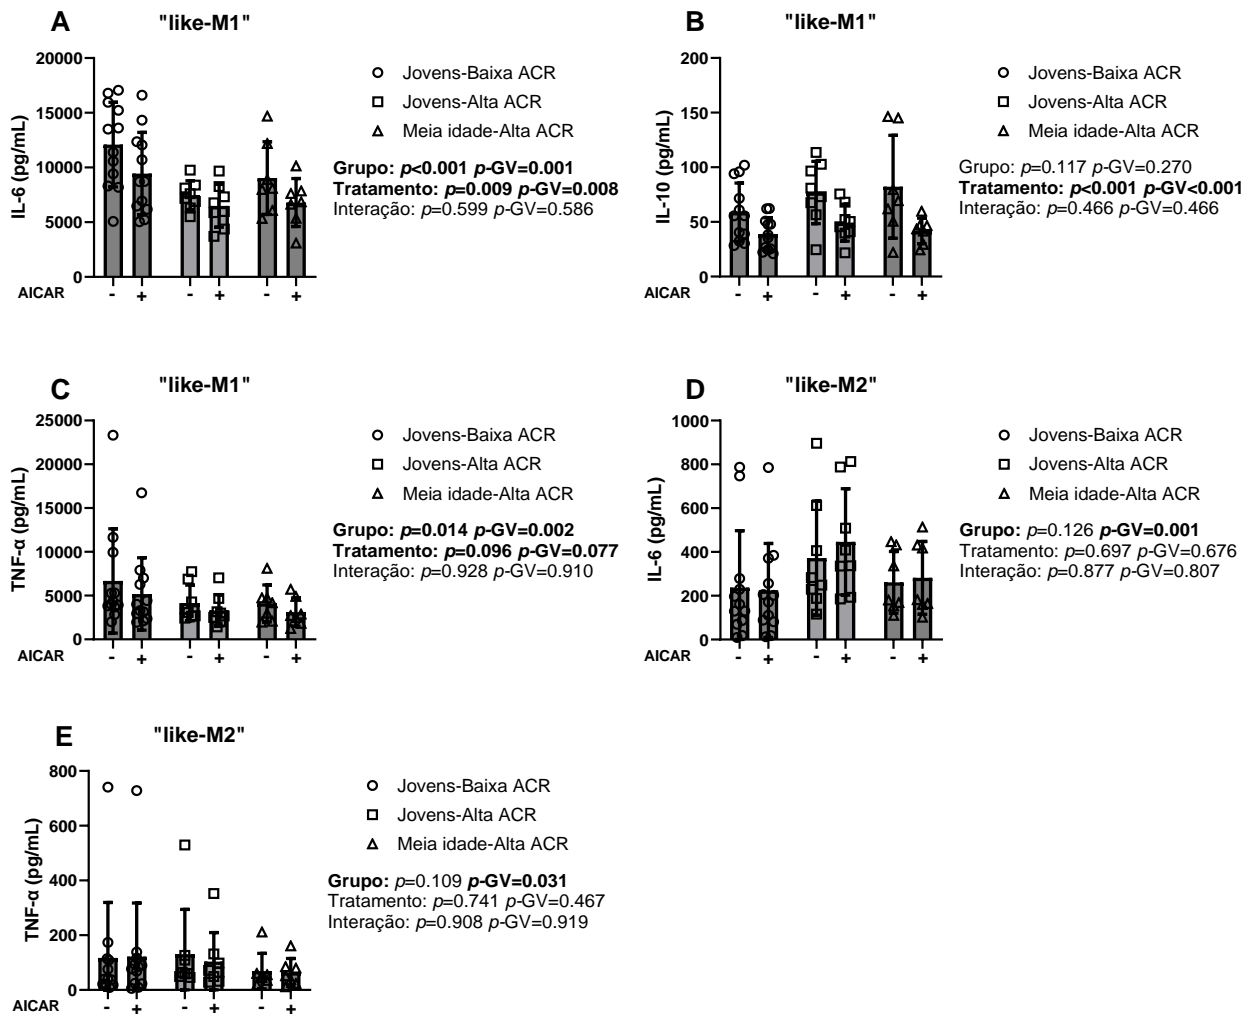 A
"like-M1"
IL-6 (pg/mL)
20000
15000
10000
5000
0
AICAR - + - + - +
Jovens-Baixa ACR
Jovens-Alta ACR
Meia idade-Alta ACR
Grupo: p<0.001 p-GV=0.001
Tratamento: p=0.009 p-GV=0.008
Interação: p=0.599 p-GV=0.586
B
"like-M1"
IL-10 (pg/mL)
200
150
100
50
0
AICAR - + - + - +
Jovens-Baixa ACR
Jovens-Alta ACR
Meia idade-Alta ACR
Grupo: p=0.117 p-GV=0.270
Tratamento: p<0.001 p-GV<0.001
Interação: p=0.466 p-GV=0.466
C
"like-M1"
TNF-α (pg/mL)
25000
20000
15000
10000
5000
0
AICAR - + - + - +
Jovens-Baixa ACR
Jovens-Alta ACR
Meia idade-Alta ACR
Grupo: p=0.014 p-GV=0.002
Tratamento: p=0.096 p-GV=0.077
Interação: p=0.928 p-GV=0.910
D
"like-M2"
IL-6 (pg/mL)
1000
800
600
400
200
0
AICAR - + - + - +
Jovens-Baixa ACR
Jovens-Alta ACR
Meia idade-Alta ACR
Grupo: p=0.126 p-GV=0.001
Tratamento: p=0.697 p-GV=0.676
Interação: p=0.877 p-GV=0.807
E
"like-M2"
TNF-α (pg/mL)
800
600
400
200
0
AICAR - + - + - +
Jovens-Baixa ACR
Jovens-Alta ACR
Meia idade-Alta ACR
Grupo: p=0.109 p-GV=0.031
Tratamento: p=0.741 p-GV=0.467
Interação: p=0.908 p-GV=0.919